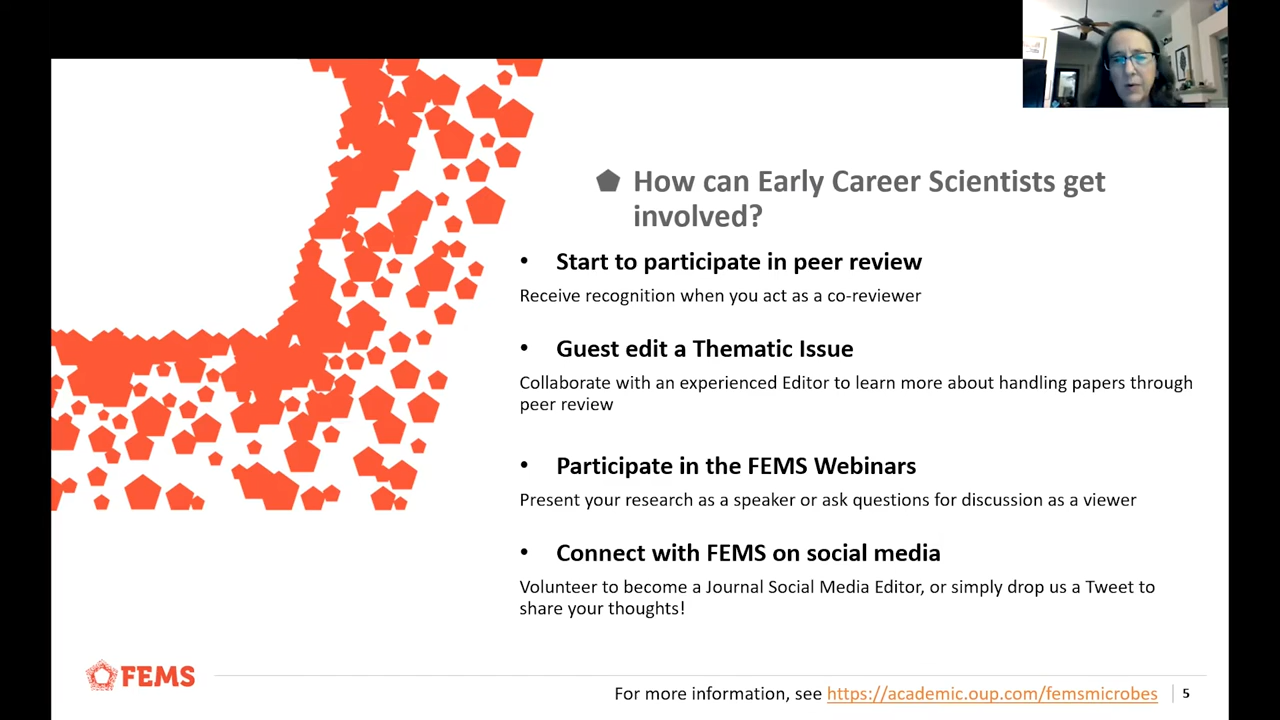 How can Early Career Scientists get
involved?
• Start to participate in peer review
Receive recognition when you act as a co-reviewer
• Guest edit a Thematic Issue
Collaborate with an experienced Editor to learn more about handling papers through
peer review
• Participate in the FEMS Webinars
Present your research as a speaker or ask questions for discussion as a viewer
• Connect with FEMS on social media
Volunteer to become a Journal Social Media Editor, or simply drop us a Tweet to
share your thoughts!
FEMS
For more information, see https://academic.oup.com/femsmicrobes 5